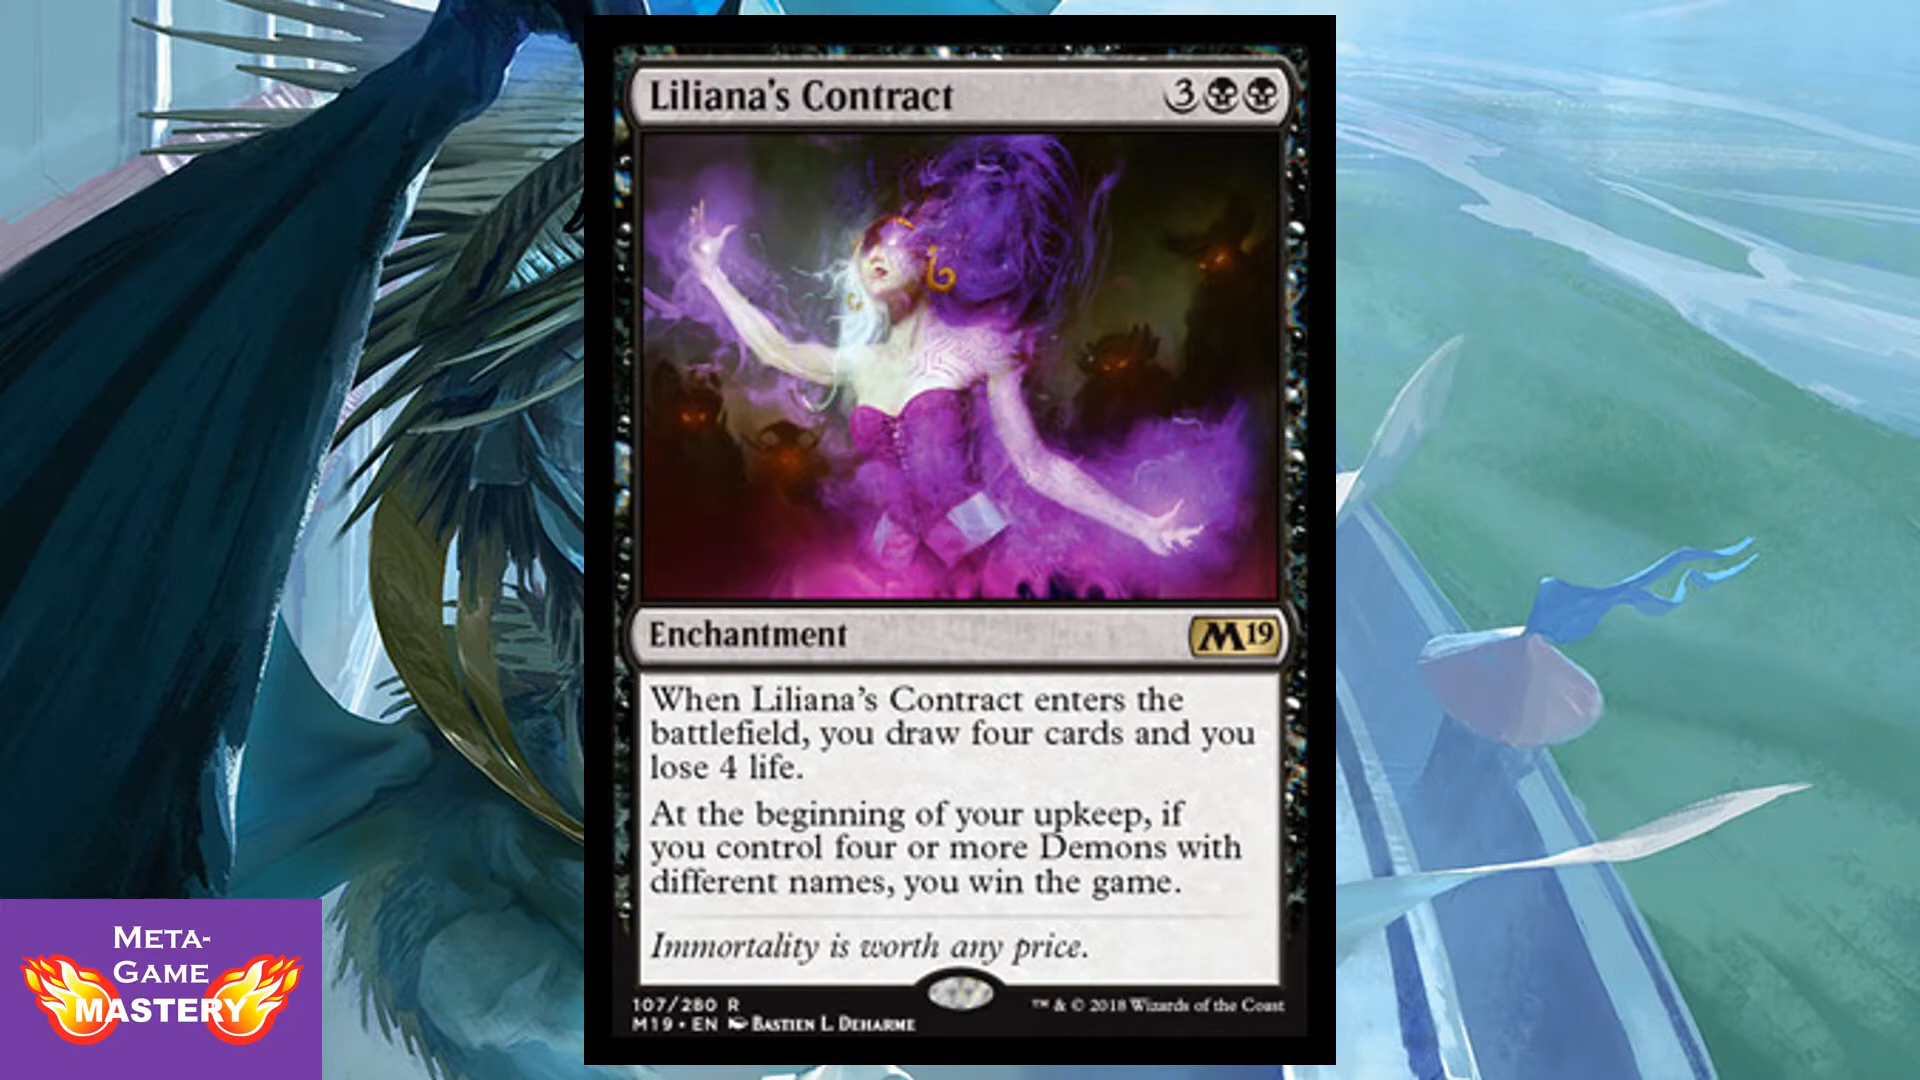 Liliana's Contract 3
Enchantment M19
When Liliana's Contract enters the
battlefield, you draw four cards and you
lose 4 life.
At the beginning of your upkeep, if
you control four or more Demons with
different names, you win the game.
Immortality is worth any price.
107/280 R
™ & © 2018 Wizards of the Coast
M19 • EN Bastien L. Deharme
META-
GAME
MASTERY